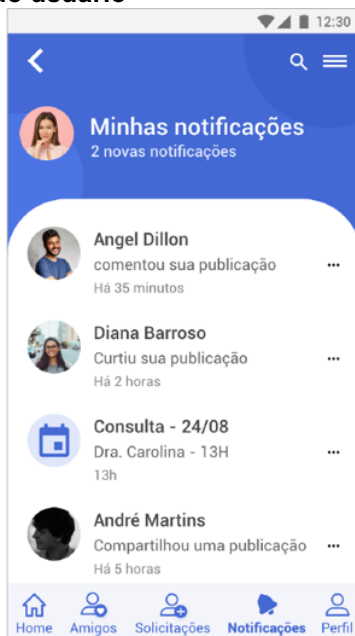 do usuário
12:30
Minhas notificações
2 novas notificações
Angel Dillon
comentou sua publicação
Há 35 minutos
Diana Barroso
Curtiu sua publicação
Há 2 horas
Consulta - 24/08
Dra. Carolina - 13H
13h
André Martins
Compartilhou uma publicação
Há 5 horas
Home Amigos Solicitações Notificações Perfil